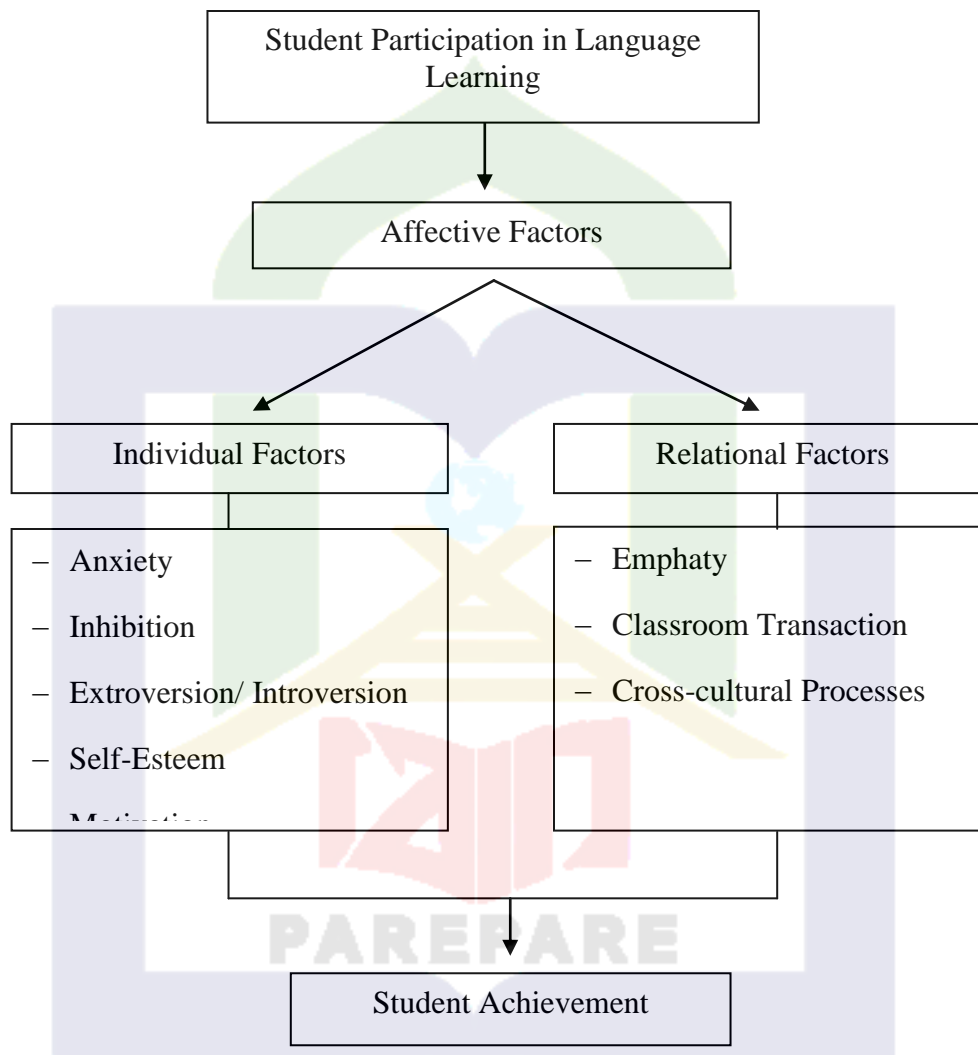 Student Participation in Language
Learning
Affective Factors
Individual Factors
Relational Factors
– Anxiety
– Inhibition
– Extroversion/ Introversion
– Self-Esteem
– Motivation
– Emphaty
– Classroom Transaction
– Cross-cultural Processes
PAREPARE
Student Achievement